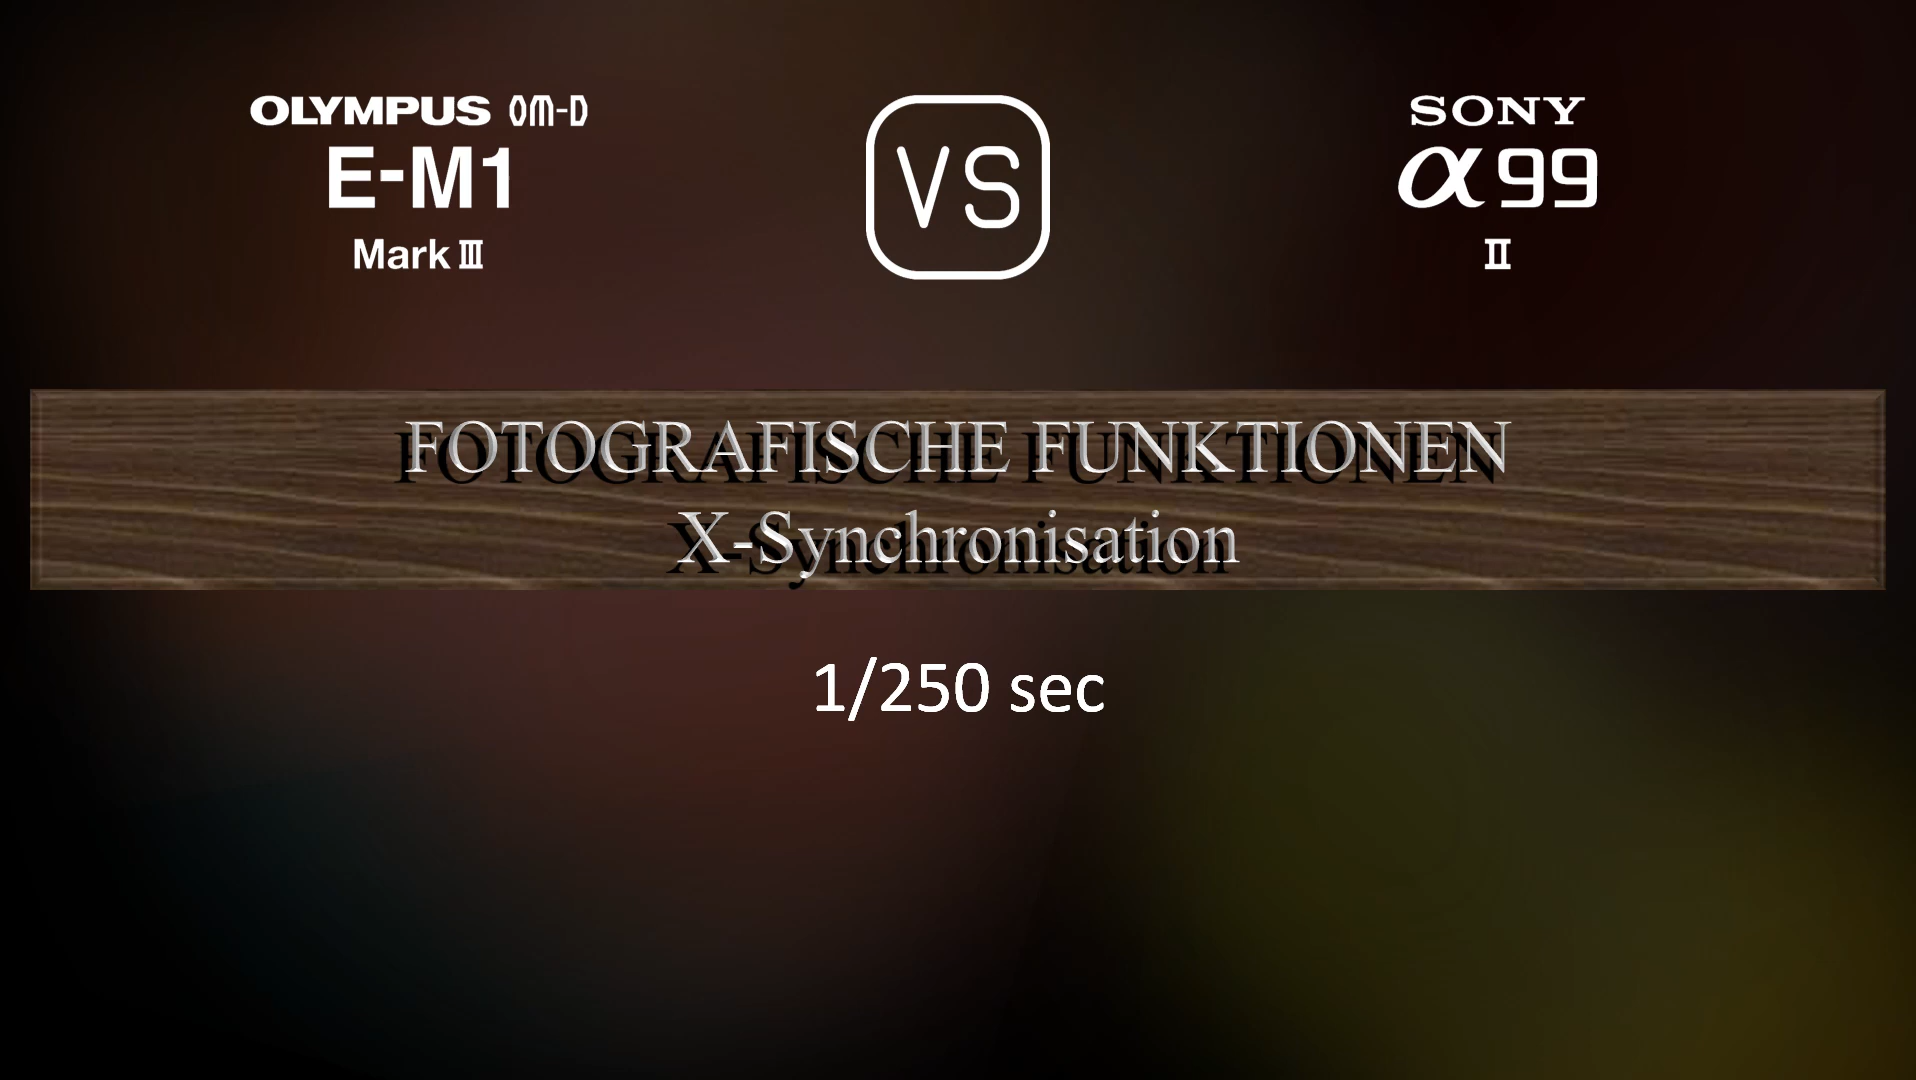 OLYMPUS OM-D
E-M1
Mark III
VS
SONY
α99
II
FOTOGRAFISCHE FUNKTIONEN
X-Synchronisation
1/250 sec